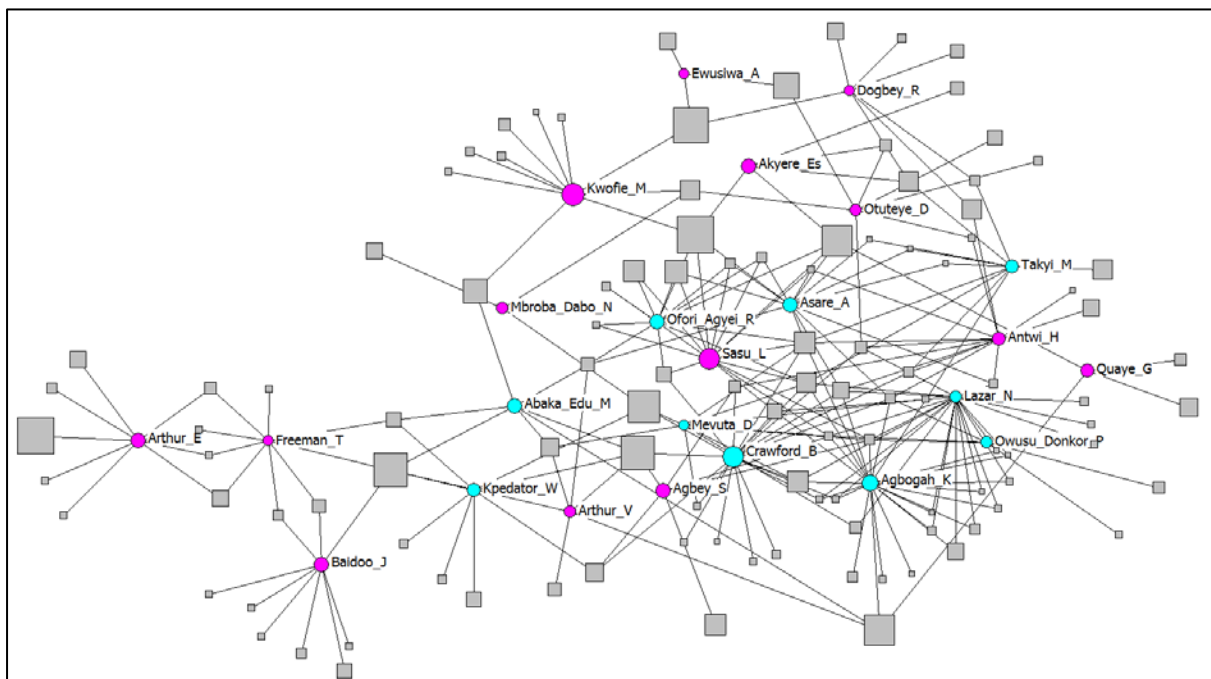 Ewusiwa_A
Dogbey_R
Akyere_Es
Kwofie_M
Otuteye_D
Takyi_M
Mbroba_Dabo_N
Asare_A
Ofori_Agyei_R
Antwi_H
Sasu_L
Quaye_G
Lazar_N
Abaka_Edu_M
Mevuta_D
Arthur_E
Freeman_T
Owusu_Donkor_P
Crawford_B
Agbogah_K
Kpedator_W
Agbey_S
Arthur_V
Baidoo_J